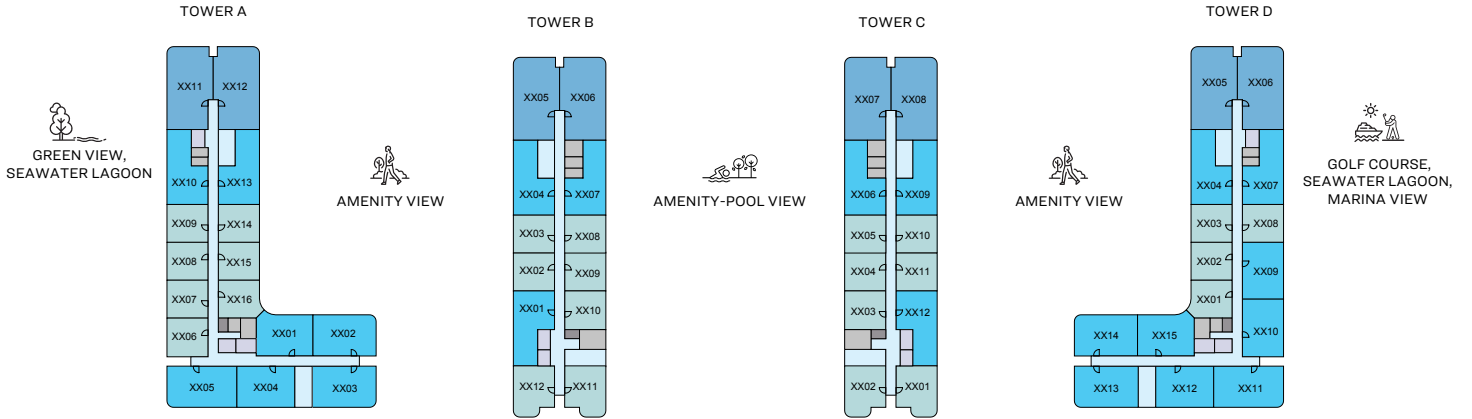 TOWER A
XX11
XX12
XX10
XX13
XX09
XX14
XX08
XX15
XX07
XX16
XX06
XX01
XX02
XX05
XX04
XX03
GREEN VIEW,
SEAWATER LAGOON
AMENITY VIEW
TOWER B
XX05
XX06
XX04
XX07
XX03
XX08
XX02
XX09
XX01
XX10
XX12
XX11
AMENITY-POOL VIEW
TOWER C
XX07
XX08
XX06
XX09
XX05
XX10
XX04
XX11
XX03
XX12
XX02
XX01
AMENITY VIEW
TOWER D
XX05
XX06
XX04
XX07
XX03
XX08
XX02
XX09
XX01
XX10
XX14
XX15
XX13
XX12
XX11
GOLF COURSE,
SEAWATER LAGOON,
MARINA VIEW